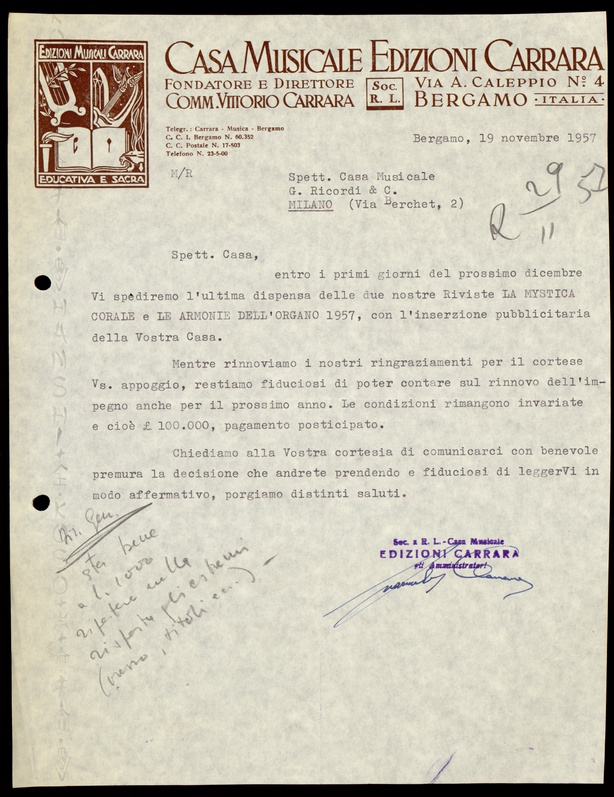 EDIZIONI MUSICALI CARRARA
EDUCATIVA E SACRA
CASA MUSICALE EDIZIONI CARRARA
FONDATORE E DIRETTORE
COMM. VITTORIO CARRARA
Soc.
R. L.
VIA A. CALEPPIO No. 4
BERGAMO · ITALIA ·
Telegr.: Carrara - Musica - Bergamo
C. C. I. Bergamo N. 60.352
C. C. Postale N. 17-503
Telefono N. 23-5-00
Bergamo, 19 novembre 1957
M/R
Spett. Casa Musicale
G. Ricordi & C.
MILANO (Via Berchet, 2)
R 29/11 57
Spett. Casa,
entro i primi giorni del prossimo dicembre
Vi spediremo l'ultima dispensa delle due nostre Riviste LA MYSTICA
CORALE e LE ARMONIE DELL'ORGANO 1957, con l'inserzione pubblicitaria
della Vostra Casa.
Mentre rinnoviamo i nostri ringraziamenti per il cortese
Vs. appoggio, restiamo fiduciosi di poter contare sul rinnovo dell'im-
pegno anche per il prossimo anno. Le condizioni rimangono invariate
e cioè £ 100.000, pagamento posticipato.
Chiediamo alla Vostra cortesia di comunicarci con benevole
premura la decisione che andrete prendendo e fiduciosi di leggerVi in
modo affermativo, porgiamo distinti saluti.
Soc. a R. L. - Casa Musicale
EDIZIONI CARRARA
gli Amministratori
Dir. Gen.
sta bene
ripetere nella
risposta gli estremi